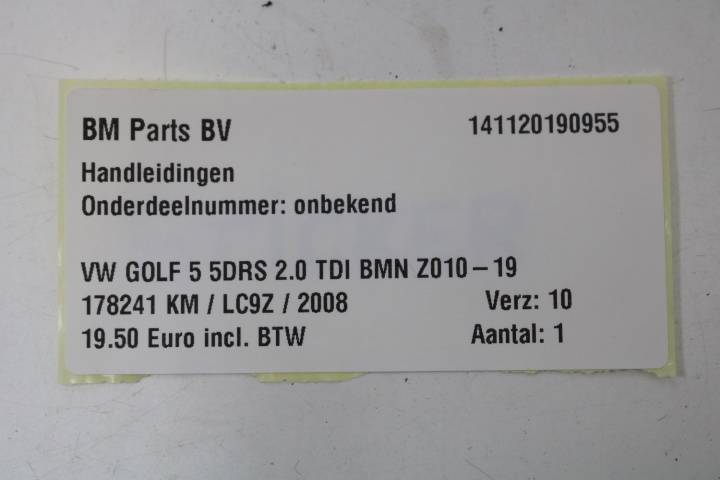 BM Parts BV 141120190955
Handleidingen
Onderdeelnummer: onbekend
VW GOLF 5 5DRS 2.0 TDI BMN Z010-19
178241 KM / LC9Z / 2008 Verz: 10
19.50 Euro incl. BTW Aantal: 1